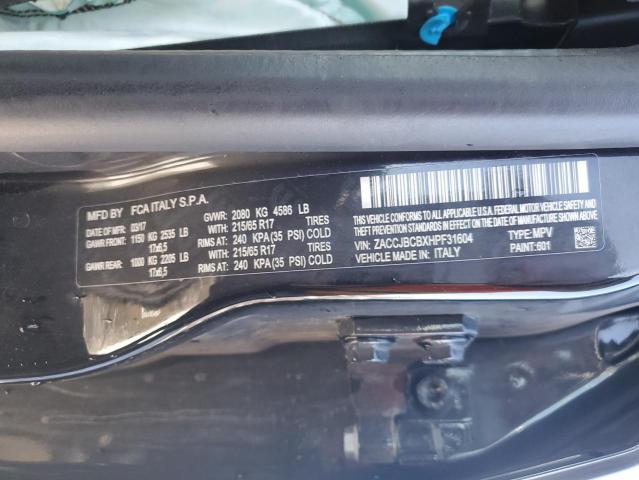 MFD BY FCA ITALY S.P.A.
DATE OF MFR: 03/17 GWVR: 2080 KG 4586 LB
GAWR FRONT: 1150 KG 2535 LB WITH: 215/65 R17 TIRES
17x6,5 RIMS AT: 240 KPA(35 PSI) COLD
GAWR REAR: 1000 KG 2205 LB WITH: 215/65 R17 TIRES
17x6,5 RIMS AT: 240 KPA (35 PSI) COLD
THIS VEHICLE CONFORMS TO ALL APPLICABLE U.S.A. FEDERAL MOTOR VEHICLE SAFETY, BUMPER, AND
THEFT PREVENTION STANDARDS IN EFFECT ON THE DATE OF MANUFACTURE SHOWN ABOVE
VIN: ZACCJBCBXHPF31604 TYPE: MPV
VEHICLE MADE IN: ITALY PAINT: 601